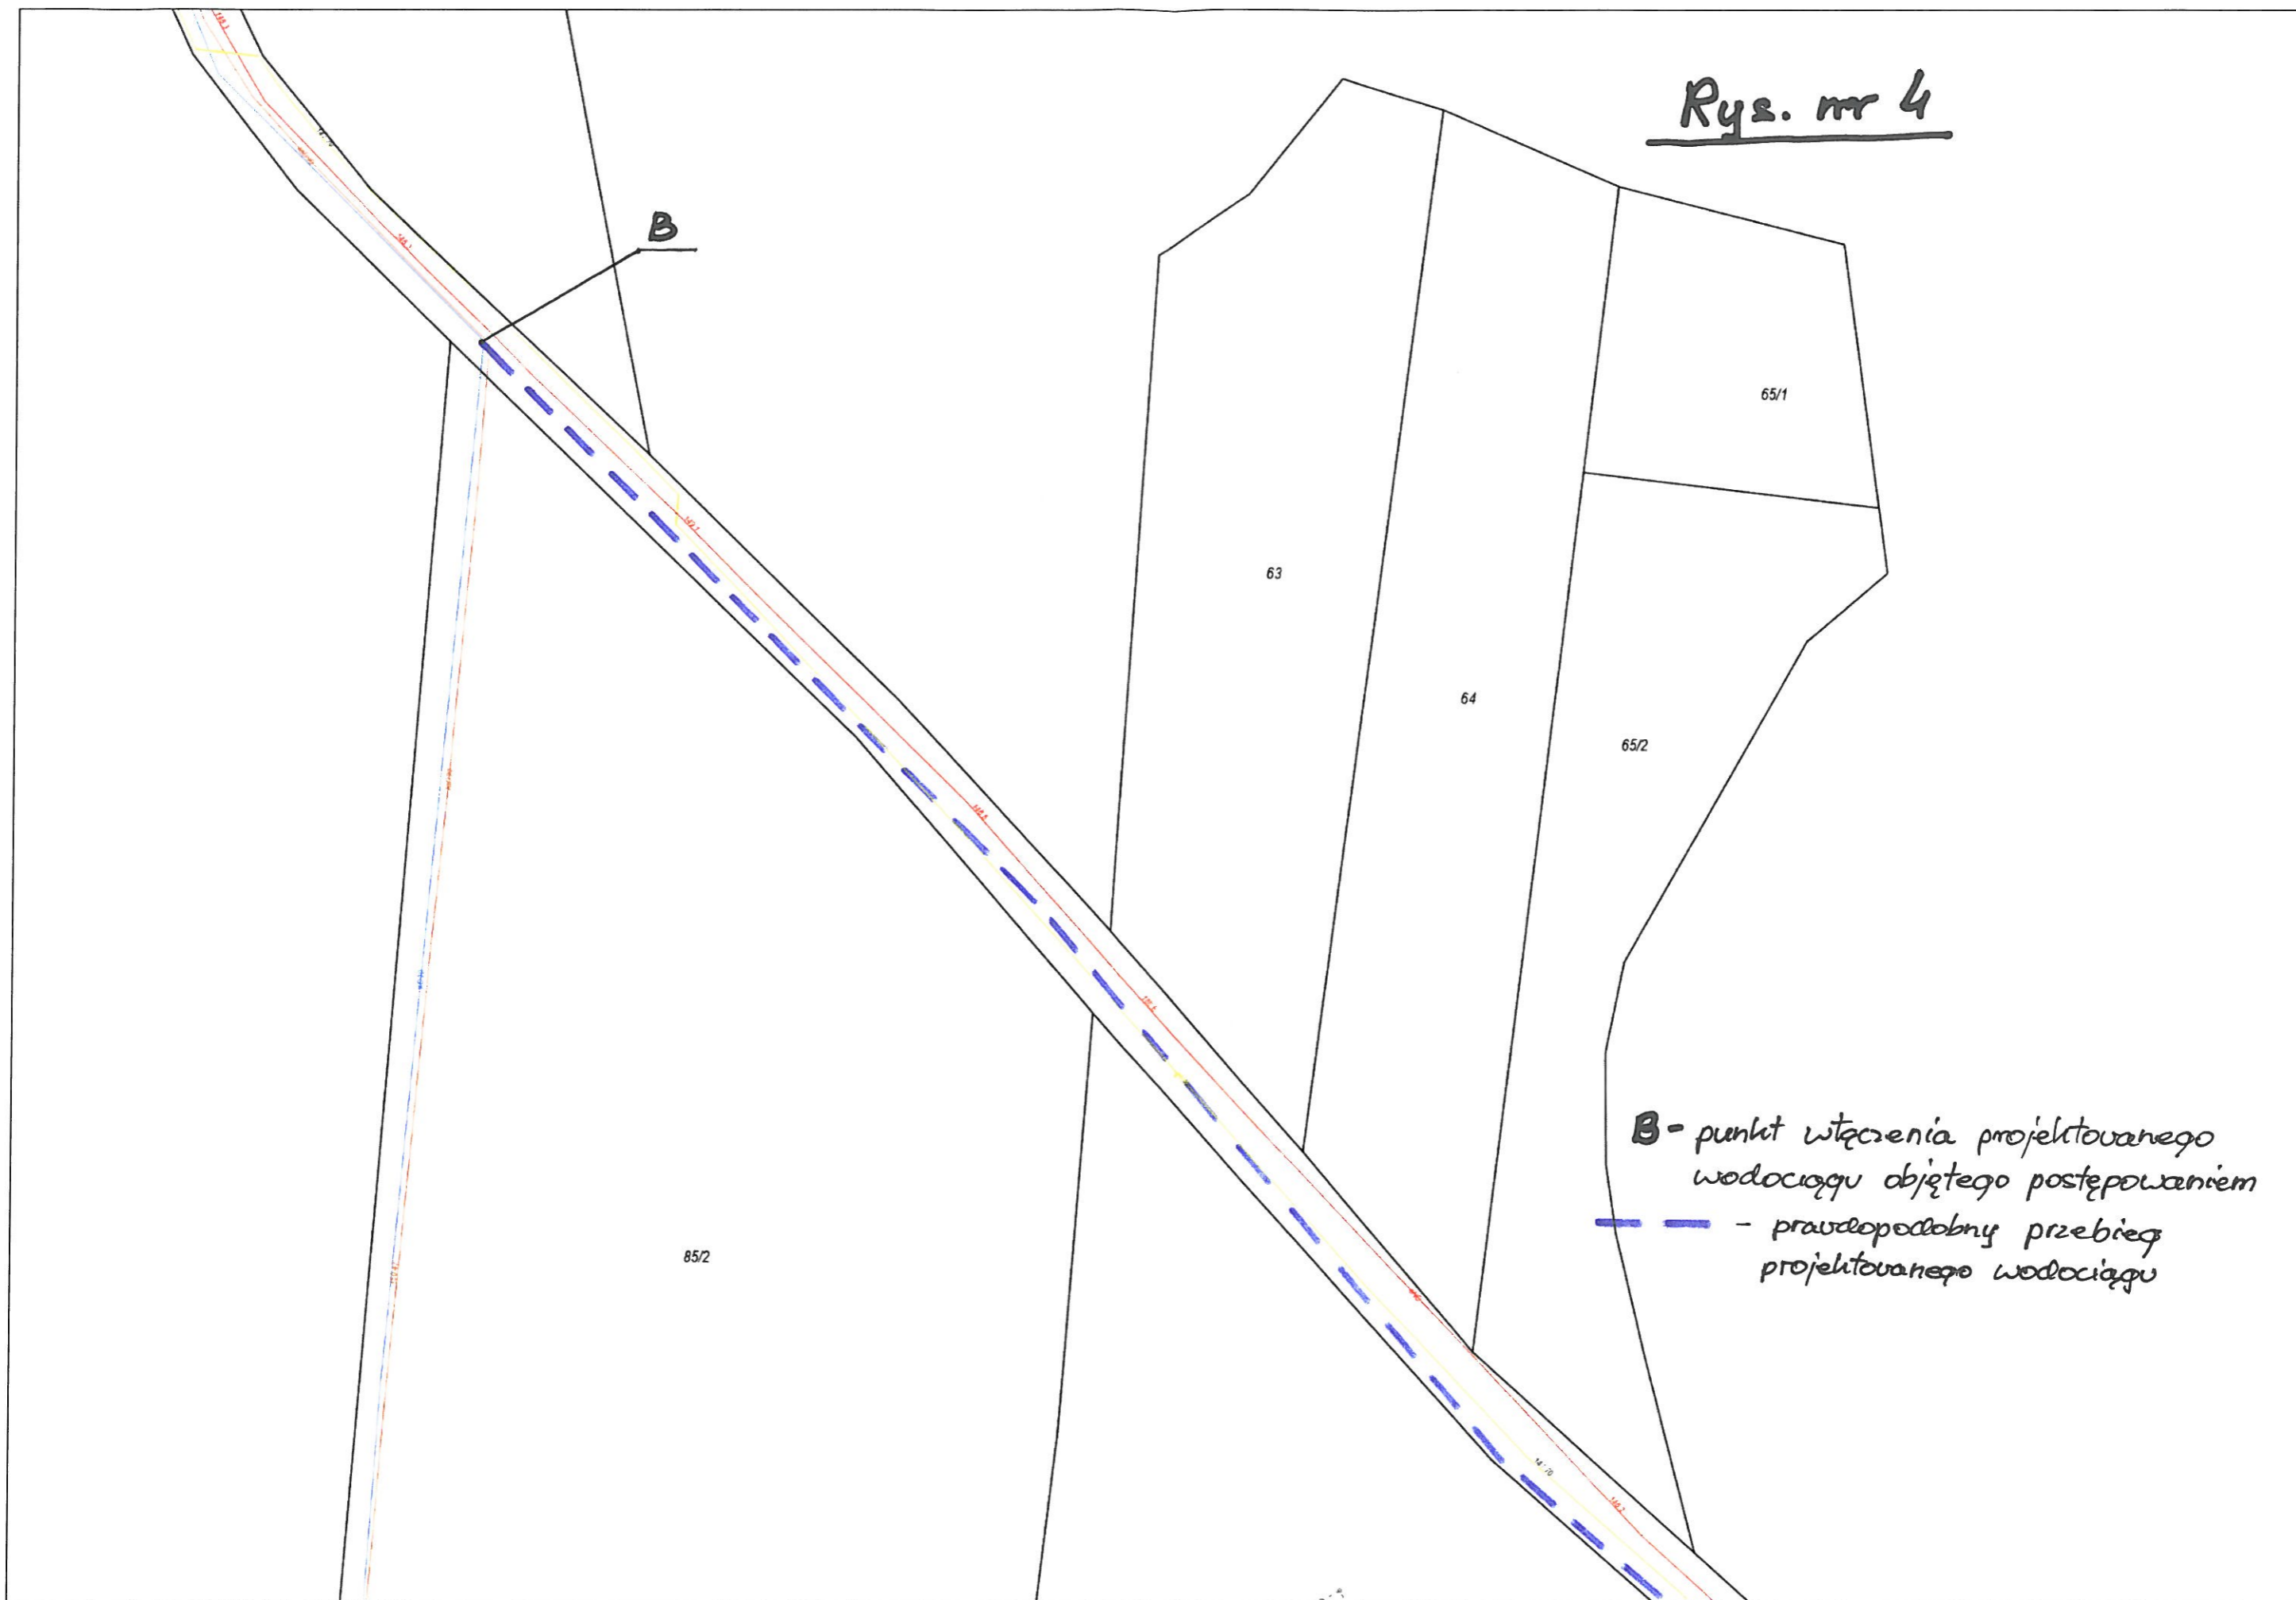 Rys. nr 4
B
65/1
63
64
65/2
85/2
B - punkt włączenia projektowanego
wodociągu objętego postępowaniem
- prawdopodobny przebieg
projektowanego wodociągu